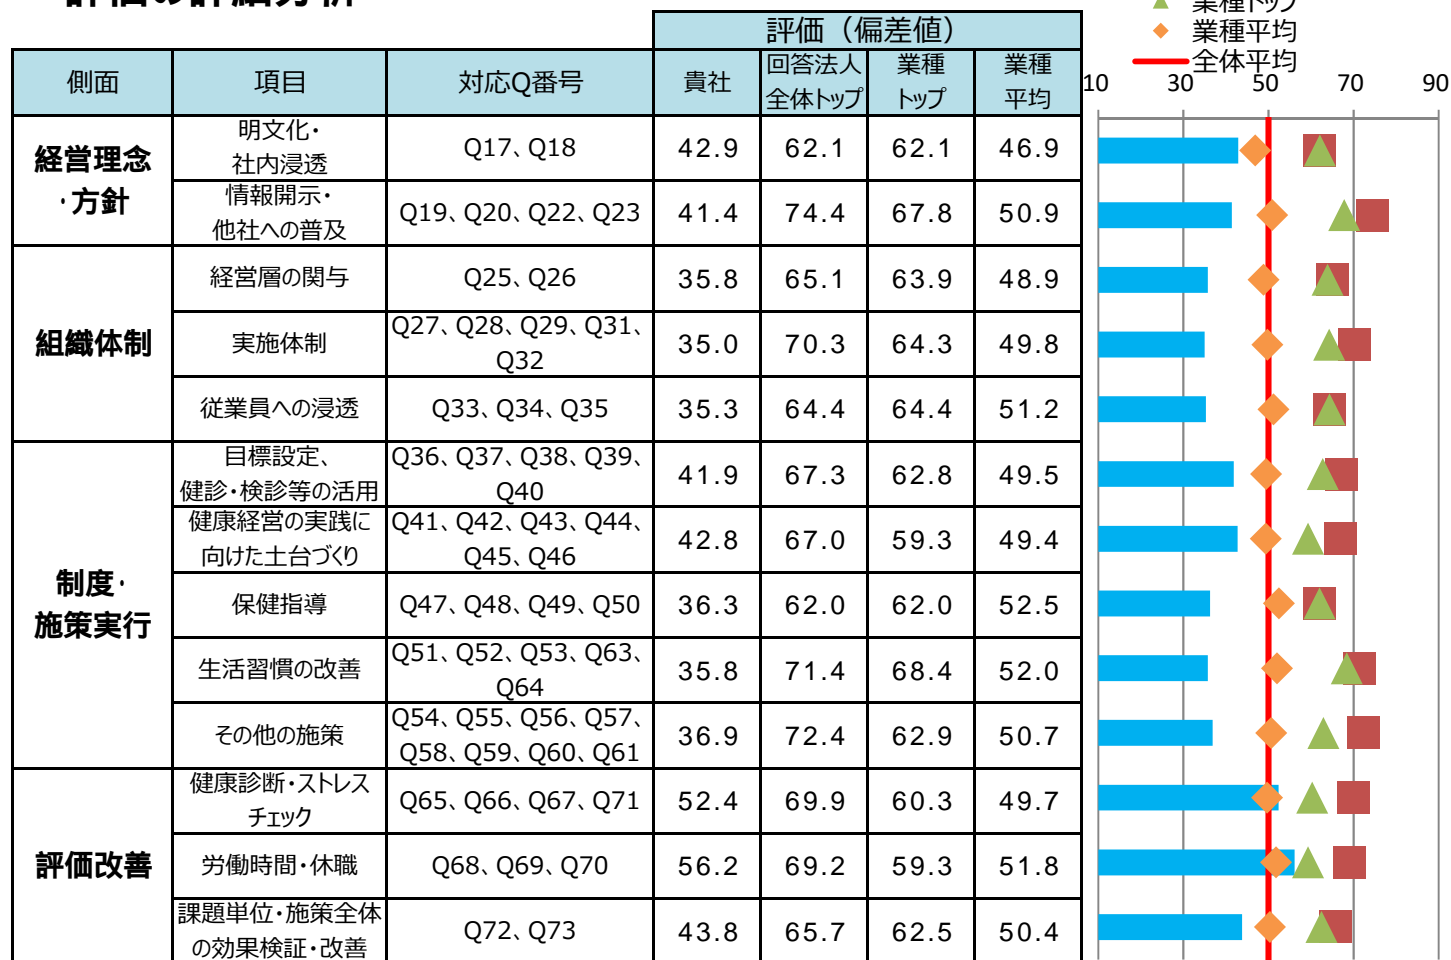 評価の詳細分析
業種トップ
業種平均
全体平均
評価（偏差値）
側面 項目 対応Q番号 貴社 回答法人全体トップ 業種トップ 業種平均
10 30 50 70 90
経営理念・方針
明文化・社内浸透 Q17、Q18 42.9 62.1 62.1 46.9
情報開示・他社への普及 Q19、Q20、Q22、Q23 41.4 74.4 67.8 50.9
組織体制
経営層の関与 Q25、Q26 35.8 65.1 63.9 48.9
実施体制 Q27、Q28、Q29、Q31、Q32 35.0 70.3 64.3 49.8
従業員への浸透 Q33、Q34、Q35 35.3 64.4 64.4 51.2
制度・施策実行
目標設定、健診・検診等の活用 Q36、Q37、Q38、Q39、Q40 41.9 67.3 62.8 49.5
健康経営の実践に向けた土台づくり Q41、Q42、Q43、Q44、Q45、Q46 42.8 67.0 59.3 49.4
保健指導 Q47、Q48、Q49、Q50 36.3 62.0 62.0 52.5
生活習慣の改善 Q51、Q52、Q53、Q63、Q64 35.8 71.4 68.4 52.0
その他の施策 Q54、Q55、Q56、Q57、Q58、Q59、Q60、Q61 36.9 72.4 62.9 50.7
評価改善
健康診断・ストレスチェック Q65、Q66、Q67、Q71 52.4 69.9 60.3 49.7
労働時間・休職 Q68、Q69、Q70 56.2 69.2 59.3 51.8
課題単位・施策全体の効果検証・改善 Q72、Q73 43.8 65.7 62.5 50.4